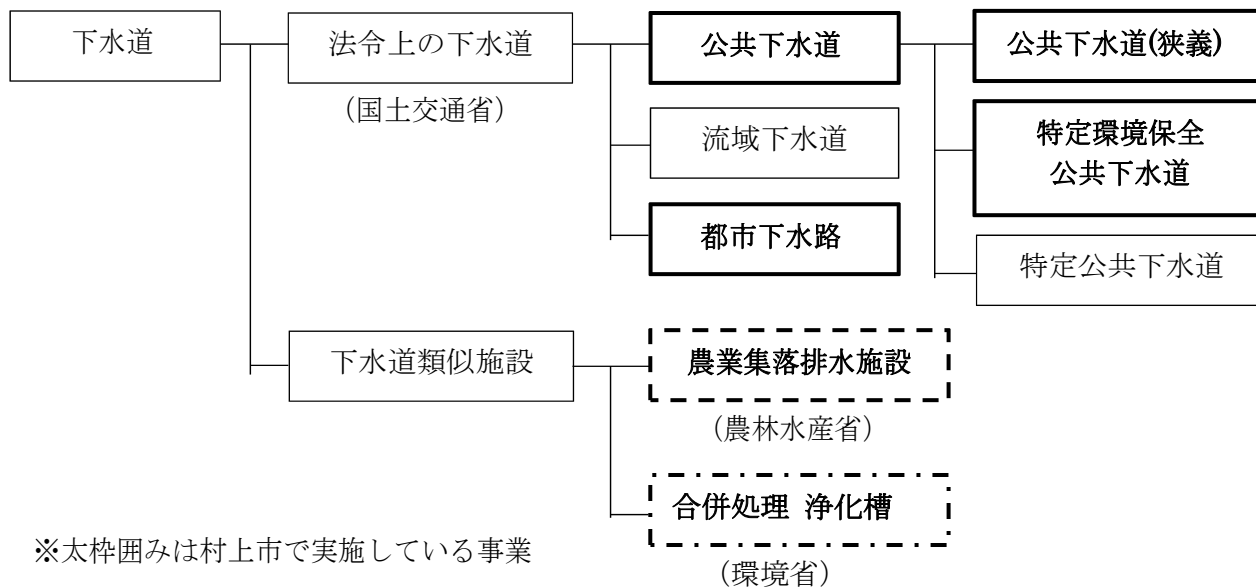 下水道
法令上の下水道
公共下水道
公共下水道(狭義)
(国土交通省)
流域下水道
特定環境保全
公共下水道
都市下水路
特定公共下水道
下水道類似施設
農業集落排水施設
(農林水産省)
合併処理 浄化槽
(環境省)
※太枠囲みは村上市で実施している事業